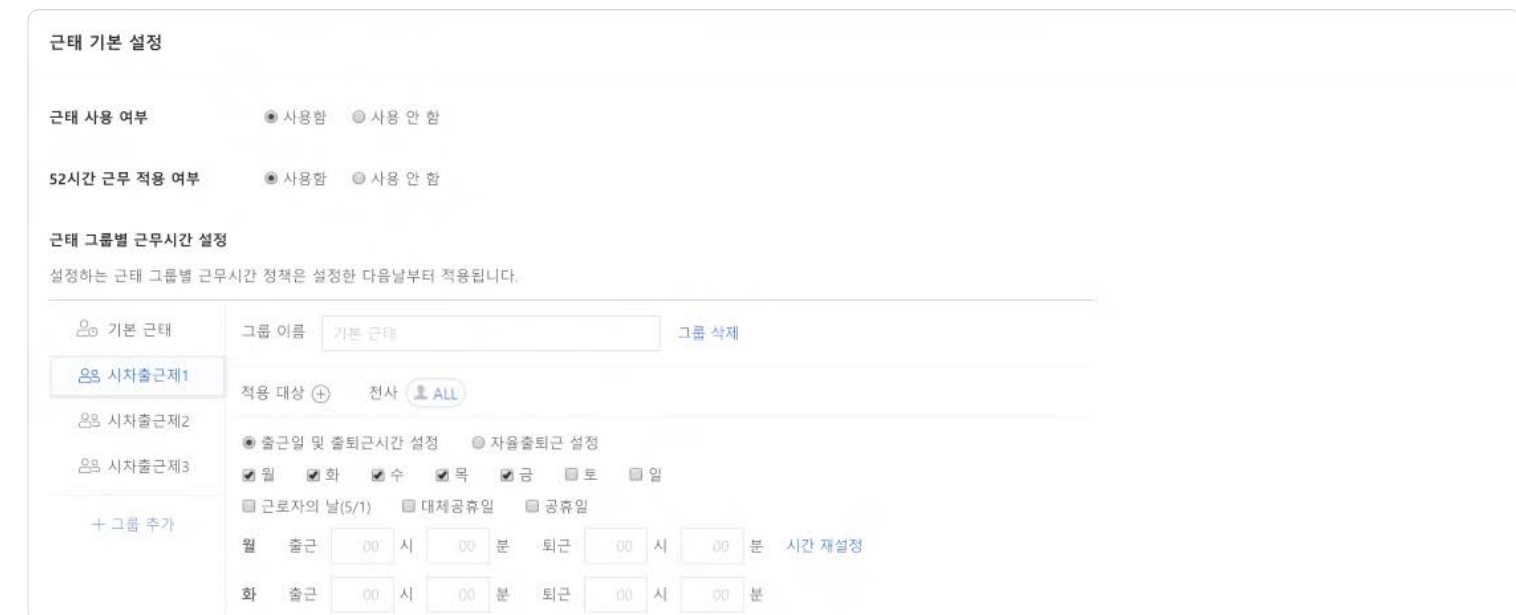 근태 기본 설정
근태 사용 여부 사용함 사용 안 함
52시간 근무 적용 여부 사용함 사용 안 함
근태 그룹별 근무시간 설정
설정하는 근태 그룹별 근무시간 정책은 설정한 다음날부터 적용됩니다.
기본 근태
시차출근제1
시차출근제2
시차출근제3
+ 그룹 추가
그룹 이름 기본 근태 그룹 삭제
적용 대상 전사 ALL
출근일 및 출퇴근시간 설정 자율출퇴근 설정
월 화 수 목 금 토 일
근로자의 날(5/1) 대체공휴일 공휴일
월 출근 00 시 00 분 퇴근 00 시 00 분 시간 재설정
화 출근 00 시 00 분 퇴근 00 시 00 분